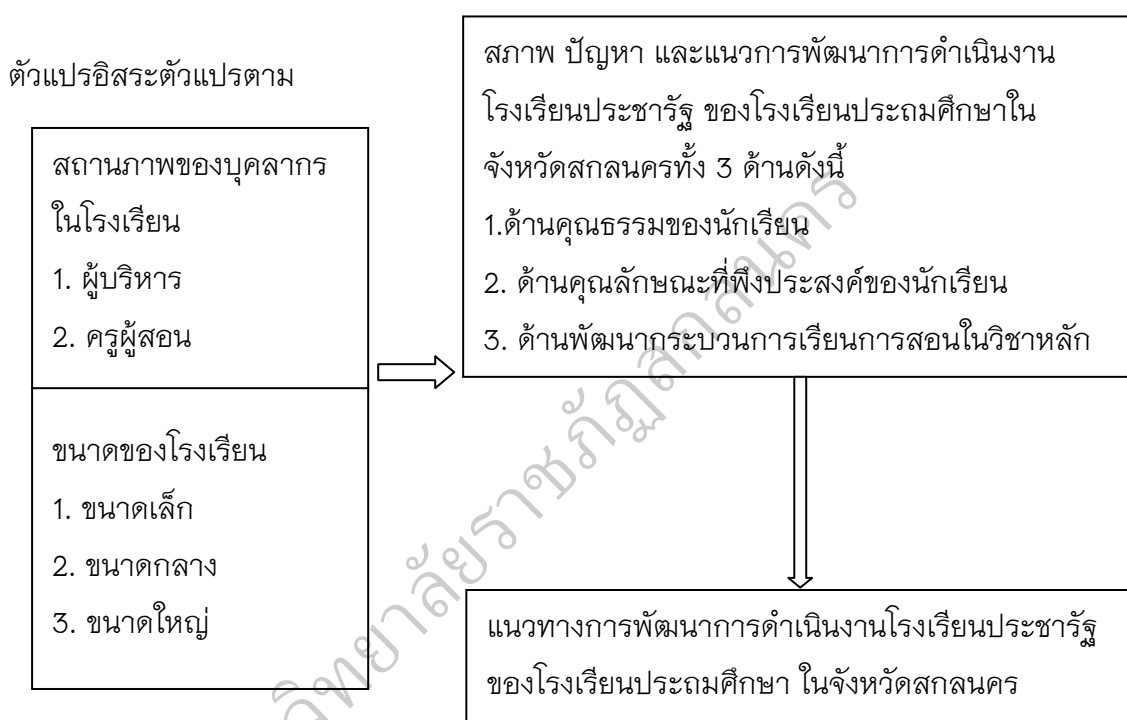 ตัวแปรอิสระตัวแปรตาม
สถานภาพของบุคลากร
ในโรงเรียน
1. ผู้บริหาร
2. ครูผู้สอน
ขนาดของโรงเรียน
1. ขนาดเล็ก
2. ขนาดกลาง
3. ขนาดใหญ่
สภาพ ปัญหา และแนวการพัฒนาการดำเนินงาน
โรงเรียนประชารัฐ ของโรงเรียนประถมศึกษาใน
จังหวัดสกลนครทั้ง 3 ด้านดังนี้
1.ด้านคุณธรรมของนักเรียน
2. ด้านคุณลักษณะที่พึงประสงค์ของนักเรียน
3. ด้านพัฒนากระบวนการเรียนการสอนในวิชาหลัก
แนวทางการพัฒนาการดำเนินงานโรงเรียนประชารัฐ
ของโรงเรียนประถมศึกษา ในจังหวัดสกลนคร
วิทยาลัยราชภัฏสกลนคร